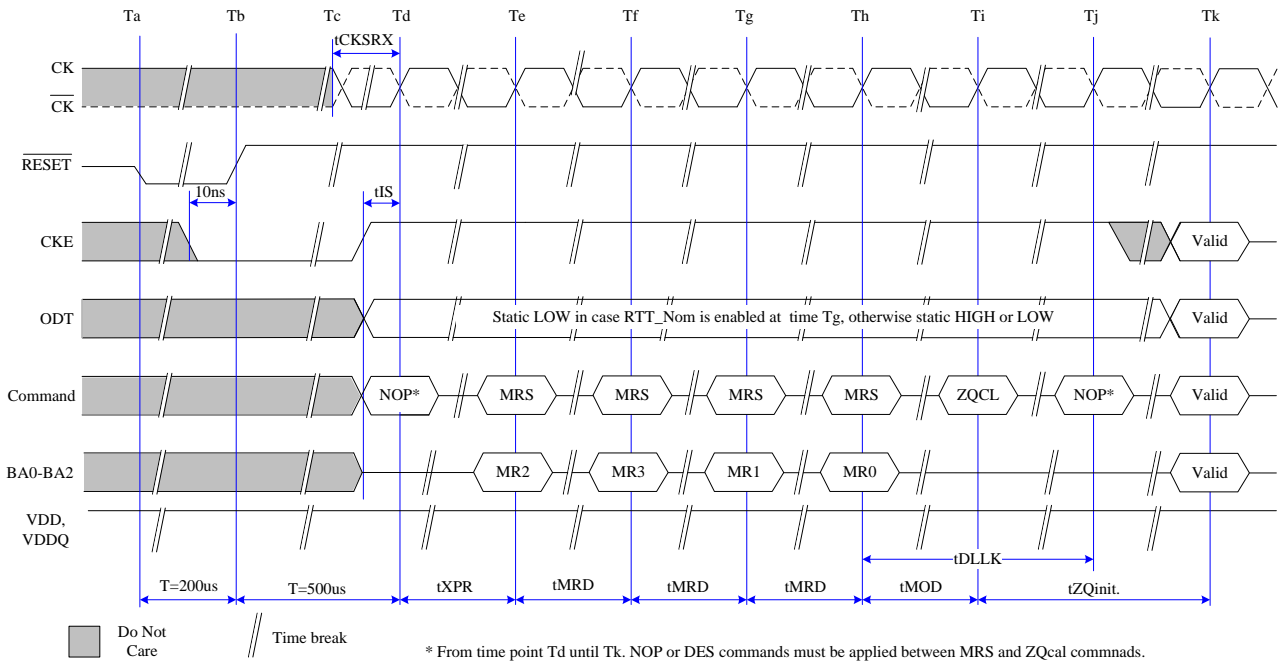 Ta Tb Tc Td Te Tf Tg Th Ti Tj Tk
tCKSRX
CK
CK
RESET
10ns tIS
CKE Valid
ODT Static LOW in case RTT_Nom is enabled at time Tg, otherwise static HIGH or LOW Valid
Command NOP* MRS MRS MRS MRS ZQCL NOP* Valid
BA0-BA2 MR2 MR3 MR1 MR0 Valid
VDD,
VDDQ
tDLLK
T=200us T=500us tXPR tMRD tMRD tMRD tMOD tZQinit.
Do Not
Care
Time break
* From time point Td until Tk. NOP or DES commands must be applied between MRS and ZQcal commnads.